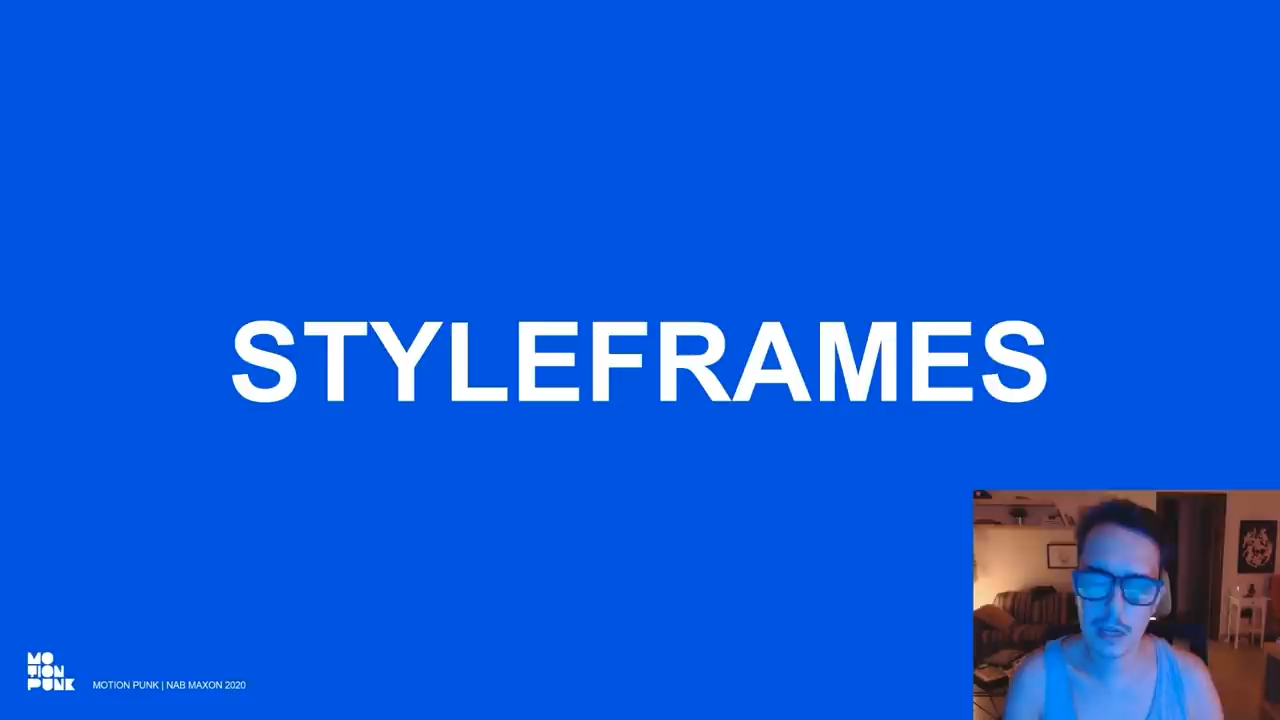 STYLEFRAMES
MO
TION
PUNK
MOTION PUNK | NAB MAXON 2020